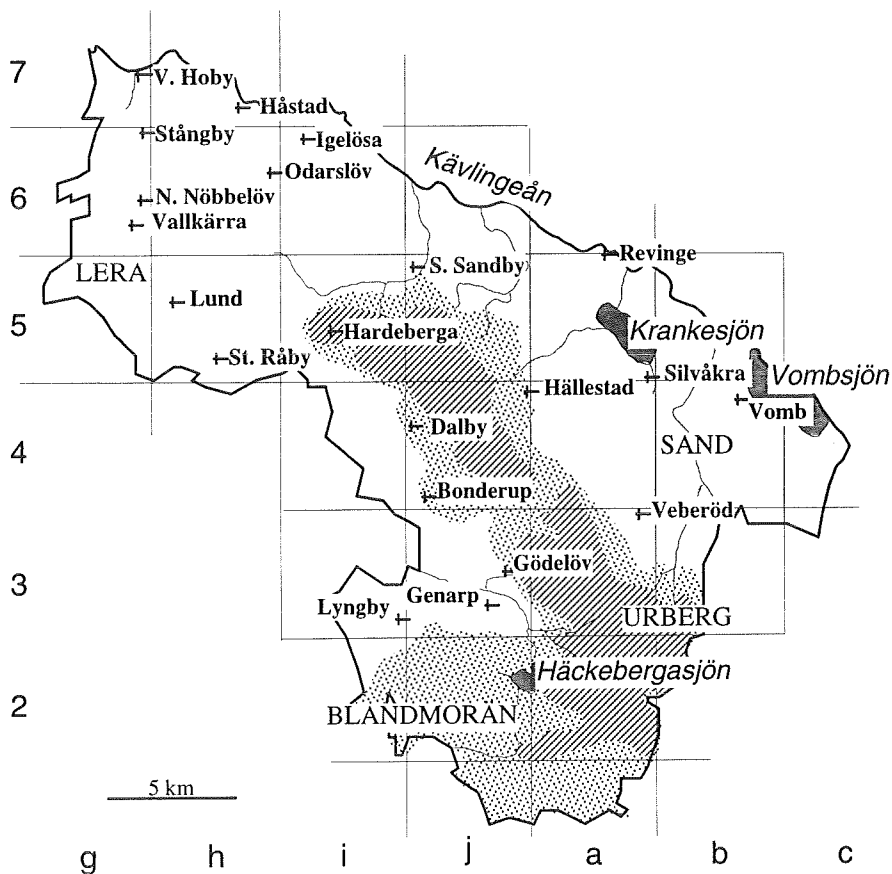 7
V. Hoby
Håstad
Stångby
Igelösa
Kävlingeån
Odarslöv
6
N. Nöbbelöv
Vallkärra
Revinge
LERA
S. Sandby
Lund
5
Hardeberga
Krankesjön
St. Råby
Hällestad
Silvåkra
Vombsjön
Vomb
Dalby
SAND
4
Bonderup
Veberöd
Gödelöv
3
Genarp
Lyngby
URBERG
Häckebergasjön
2
BLANDMORÄN
5 km
g h i j a b c